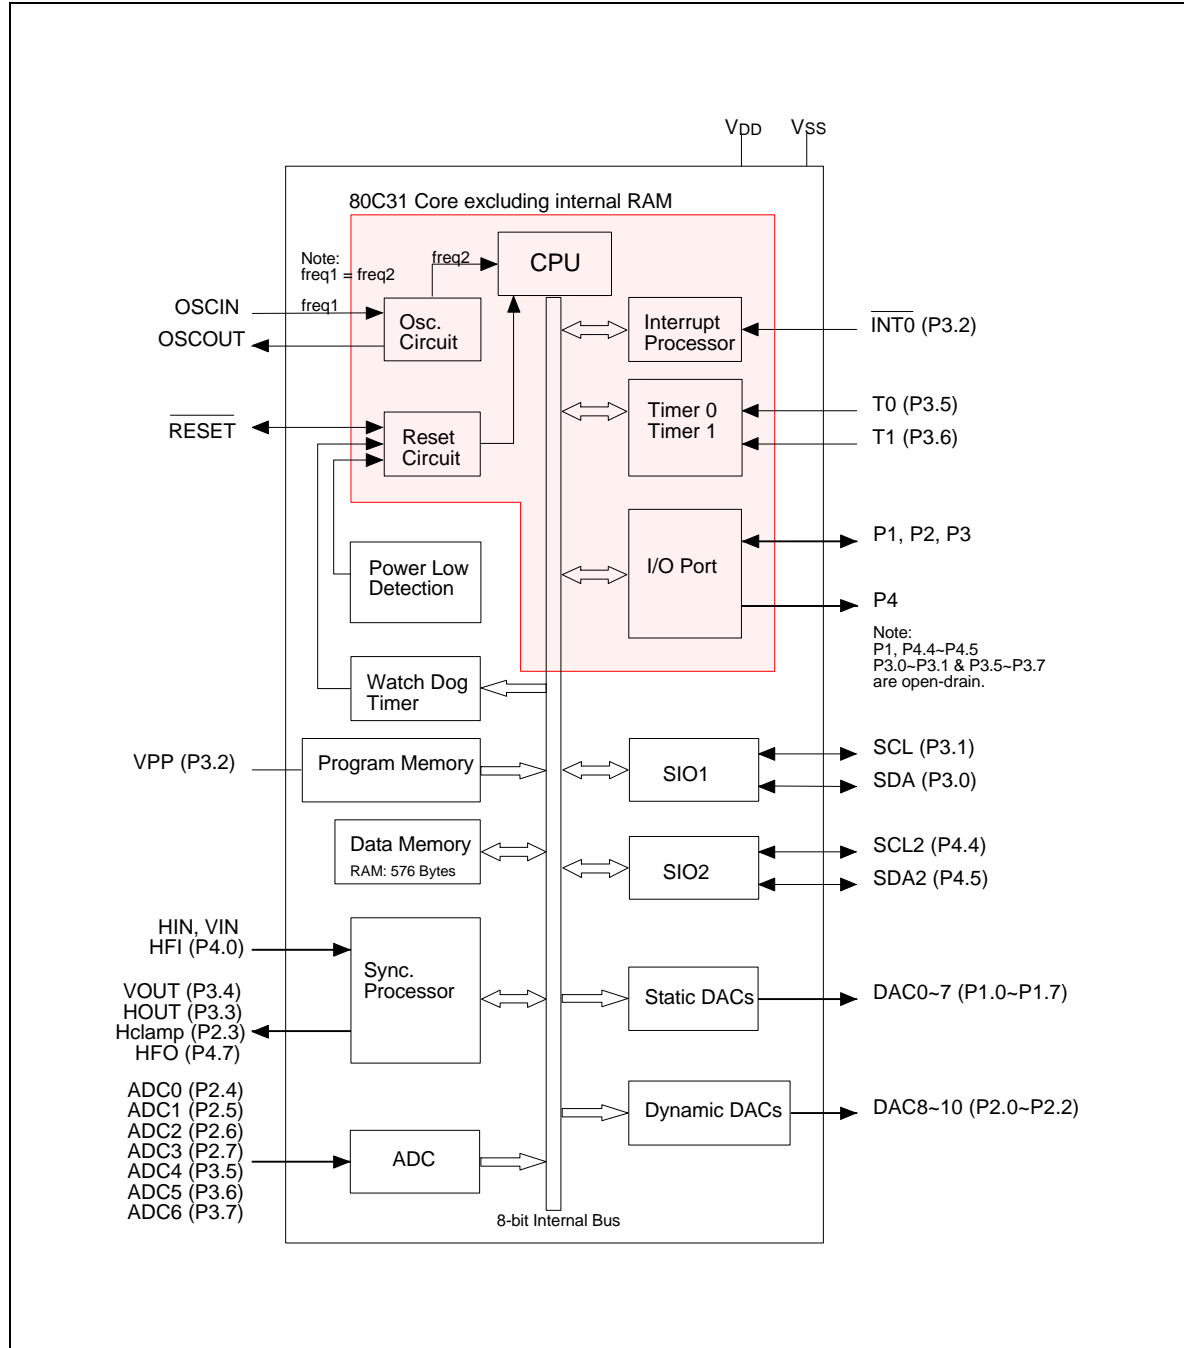 VDD
VSS
80C31 Core excluding internal RAM
Note:
freq1 = freq2
freq2
CPU
OSCIN
freq1
OSCOUT
Osc.
Circuit
Interrupt
Processor
INT0 (P3.2)
RESET
Reset
Circuit
Timer 0
Timer 1
T0 (P3.5)
T1 (P3.6)
Power Low
Detection
I/O Port
P1, P2, P3
P4
Note:
P1, P4.4~P4.5
P3.0~P3.1 & P3.5~P3.7
are open-drain.
Watch Dog
Timer
VPP (P3.2)
Program Memory
SIO1
SCL (P3.1)
SDA (P3.0)
Data Memory
RAM: 576 Bytes
SIO2
SCL2 (P4.4)
SDA2 (P4.5)
HIN, VIN
HFI (P4.0)
VOUT (P3.4)
HOUT (P3.3)
Hclamp (P2.3)
HFO (P4.7)
Sync.
Processor
Static DACs
DAC0~7 (P1.0~P1.7)
Dynamic DACs
DAC8~10 (P2.0~P2.2)
ADC0 (P2.4)
ADC1 (P2.5)
ADC2 (P2.6)
ADC3 (P2.7)
ADC4 (P3.5)
ADC5 (P3.6)
ADC6 (P3.7)
ADC
8-bit Internal Bus